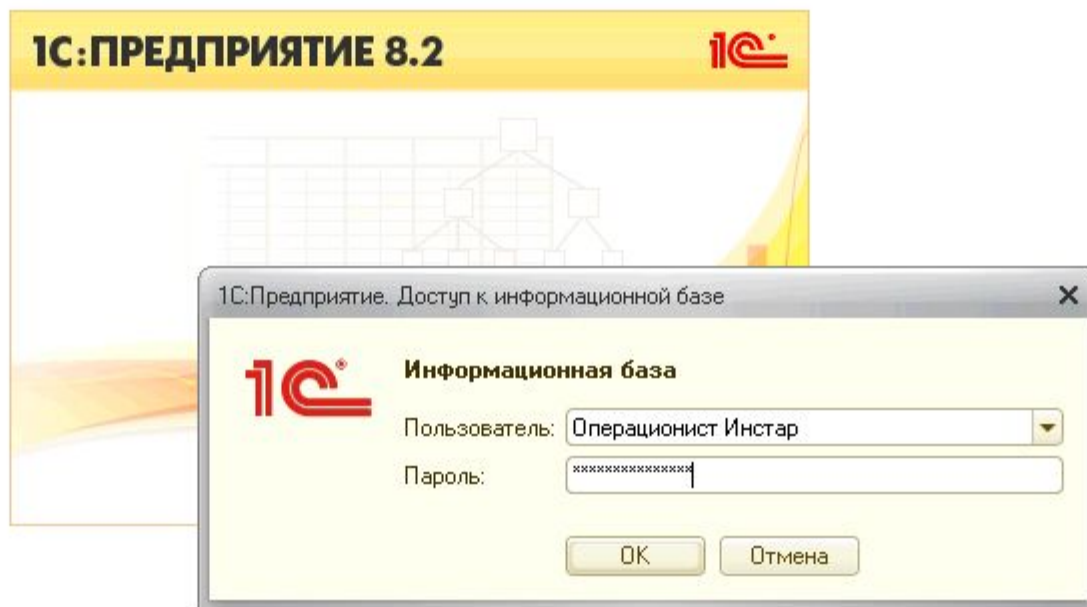 1С:ПРЕДПРИЯТИЕ 8.2
1С
1С:Предприятие. Доступ к информационной базе
1С
Информационная база
Пользователь: Операционист Инстар
Пароль: ***************
OK Отмена